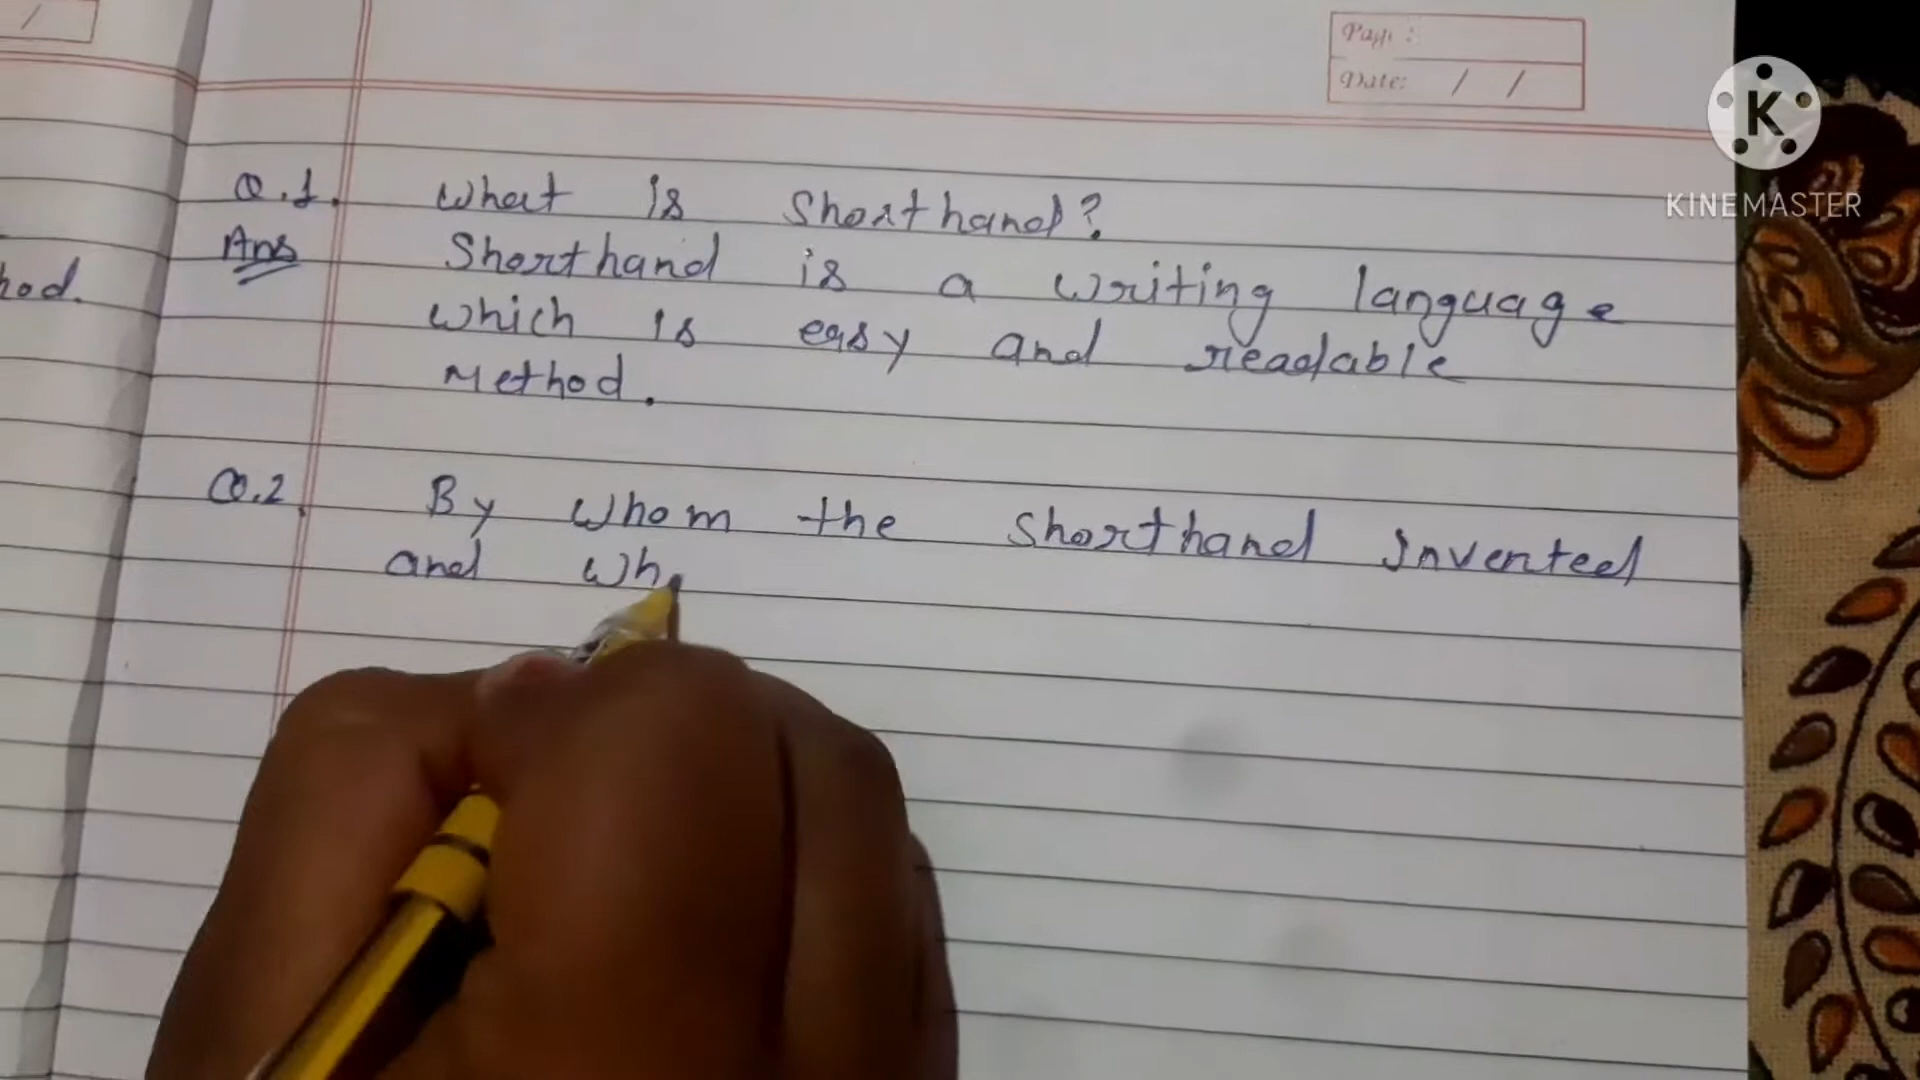 /
Page :
Date: / /
K
KINEMASTER
Q.1. What is Shorthand?
Ans Shorthand is a writing language
hod.
which is easy and readable
Method.
Q.2. By whom the Shorthand Invented
and wh